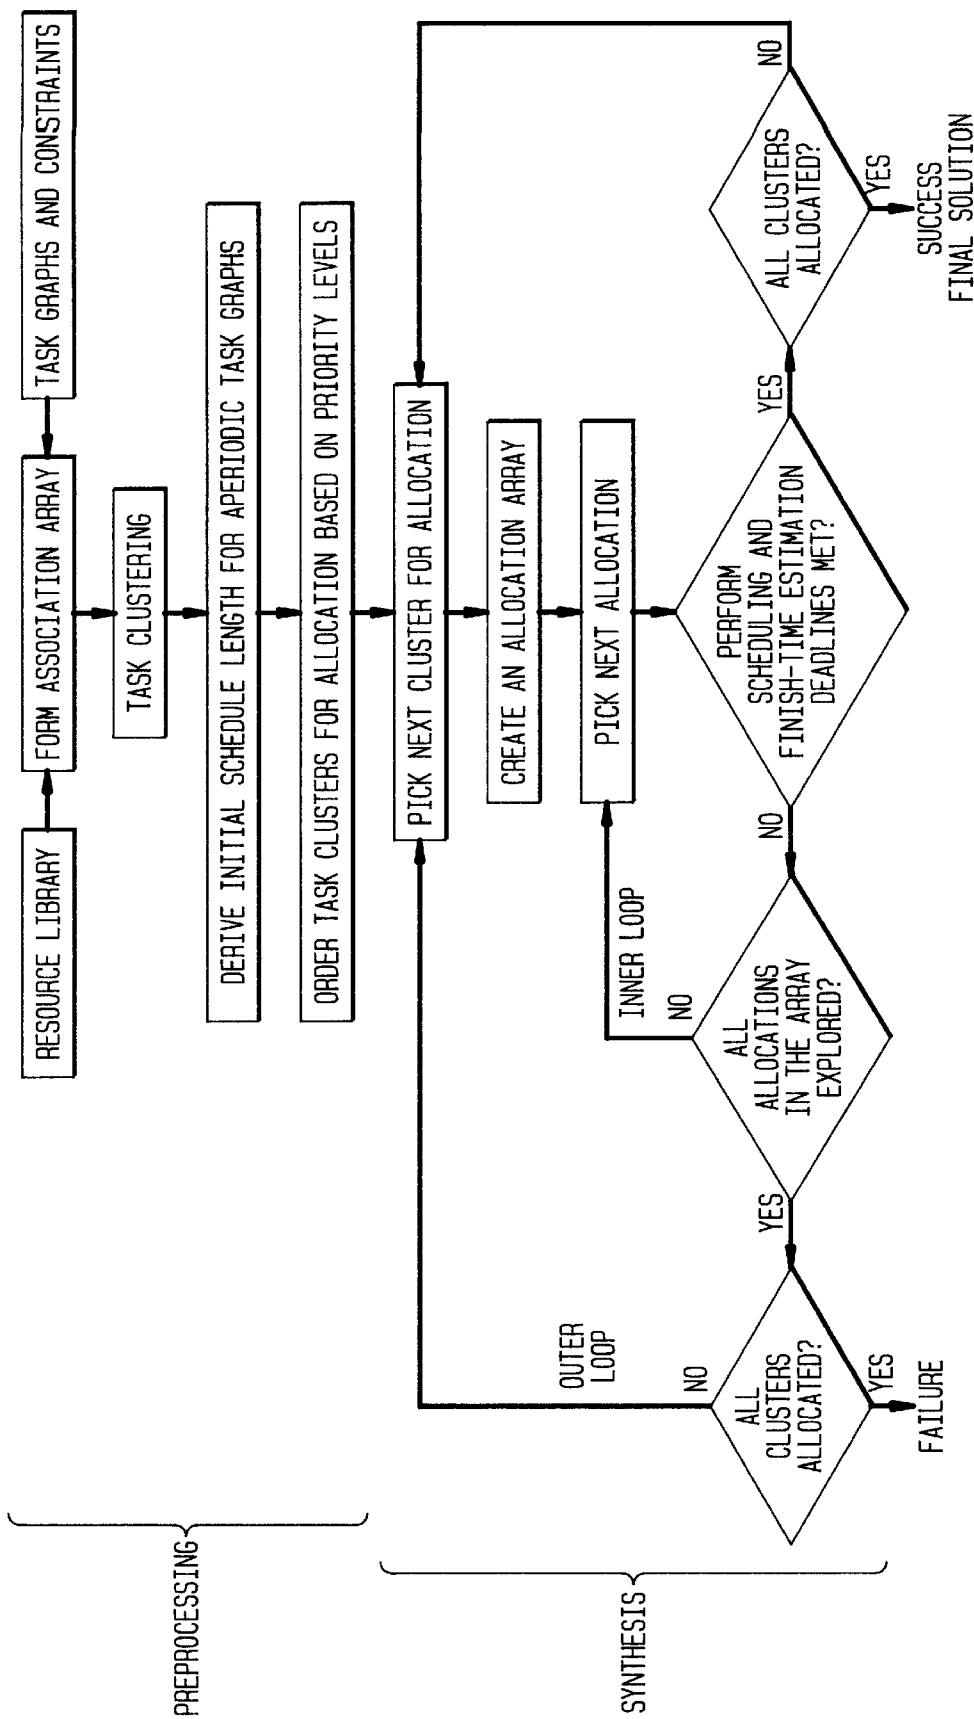 PREPROCESSING
RESOURCE LIBRARY
FORM ASSOCIATION ARRAY
TASK GRAPHS AND CONSTRAINTS
TASK CLUSTERING
DERIVE INITIAL SCHEDULE LENGTH FOR APERIODIC TASK GRAPHS
ORDER TASK CLUSTERS FOR ALLOCATION BASED ON PRIORITY LEVELS
SYNTHESIS
PICK NEXT CLUSTER FOR ALLOCATION
CREATE AN ALLOCATION ARRAY
PICK NEXT ALLOCATION
OUTER
LOOP
INNER LOOP
NO
NO
NO
ALL
CLUSTERS
ALLOCATED?
YES
ALL
ALLOCATIONS
IN THE ARRAY
EXPLORED?
NO
PERFORM
SCHEDULING AND
FINISH-TIME ESTIMATION
DEADLINES MET?
YES
ALL CLUSTERS
ALLOCATED?
YES
FAILURE
YES
SUCCESS
FINAL SOLUTION